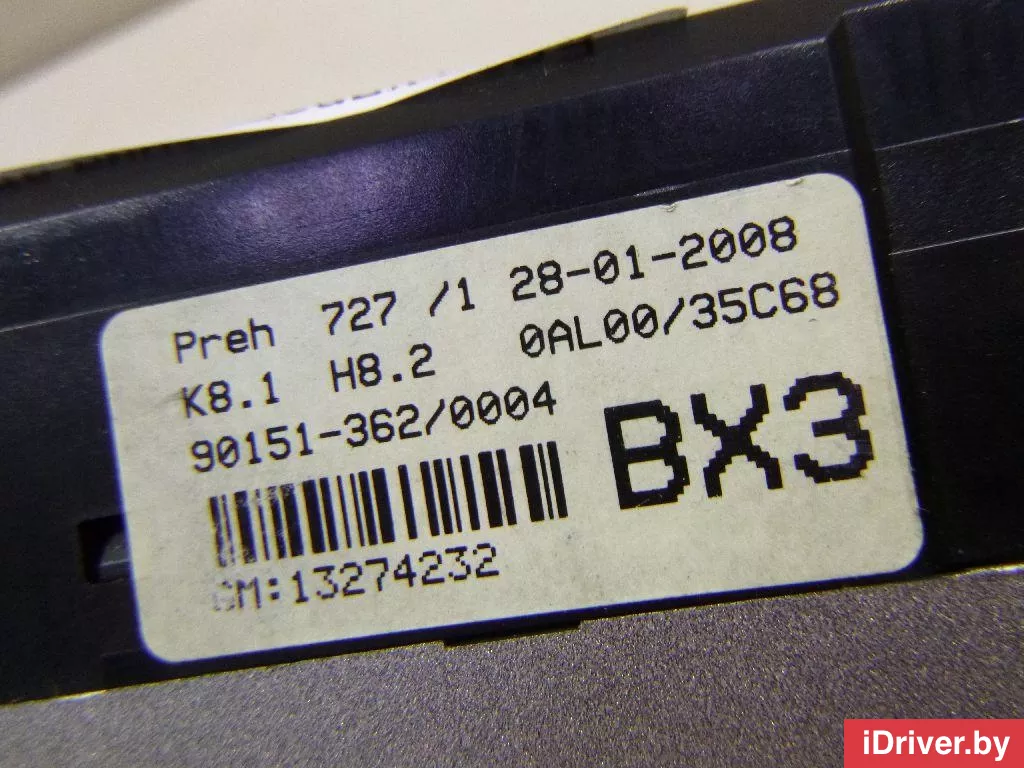 Preh 727 /1 28-01-2008
K8.1 H8.2 0AL00/35C68
90151-362/0004
BX3
GM:13274232
iDriver.by